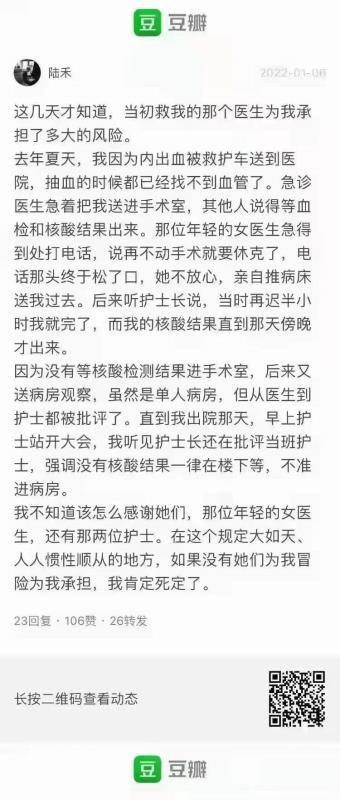 豆 豆瓣
陆禾 2022-01-06
这几天才知道，当初救我的那个医生为我承
担了多大的风险。
去年夏天，我因为内出血被救护车送到医
院，抽血的时候都已经找不到血管了。急诊
医生急着把我送进手术室，其他人说得等血
检和核酸结果出来。那位年轻的女医生急得
到处打电话，说再不动手术就要休克了，电
话那头终于松了口，她不放心，亲自推病床
送我过去。后来听护士长说，当时再迟半小
时我就完了，而我的核酸结果直到那天傍晚
才出来。
因为没有等核酸检测结果进手术室，后来又
送病房观察，虽然是单人病房，但从医生到
护士都被批评了。直到我出院那天，早上护
士站开大会，我听见护士长还在批评当班护
士，强调没有核酸结果一律在楼下等，不准
进病房。
我不知道该怎么感谢她们，那位年轻的女医
生，还有那两位护士。在这个规定大如天、
人人惯性顺从的地方，如果没有她们为我冒
险为我承担，我肯定死定了。
23回复 · 106赞 · 26转发
长按二维码查看动态
豆 豆瓣